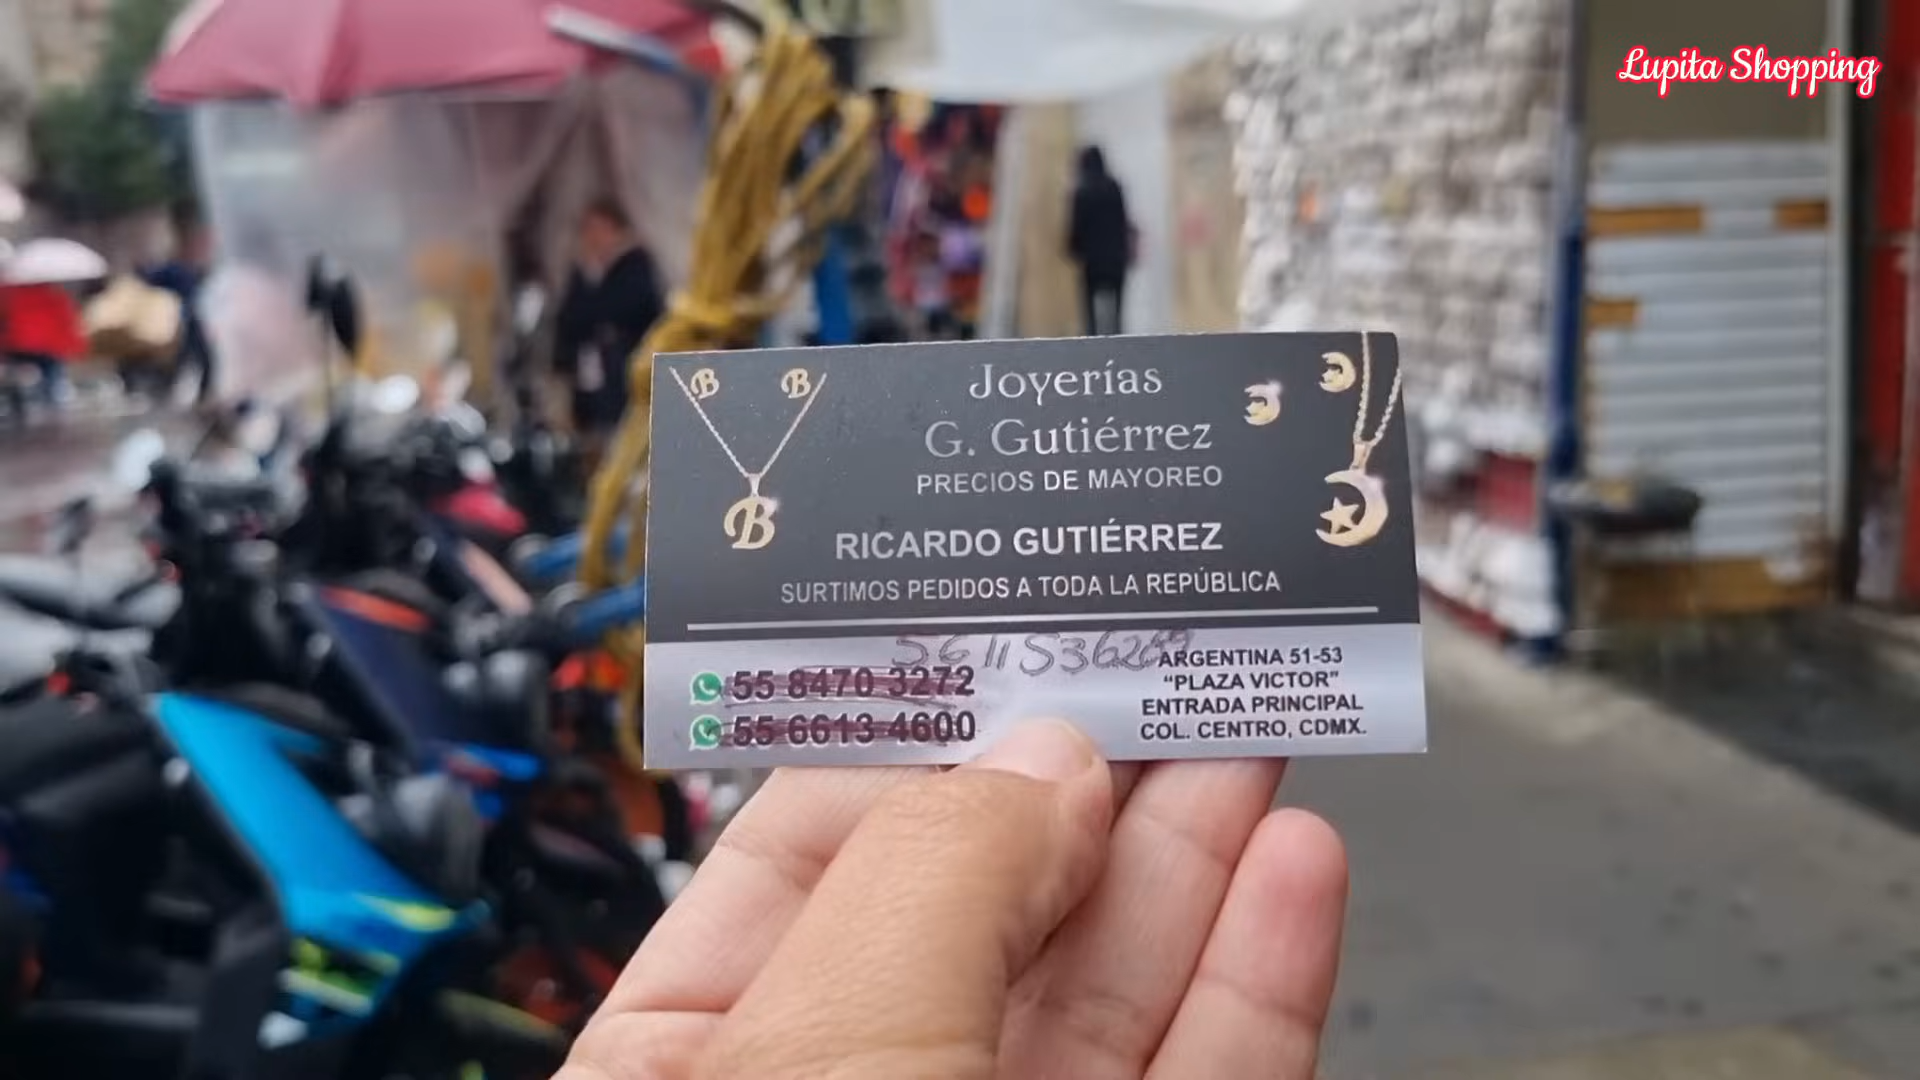 Lupita Shopping
Joyerías
G. Gutiérrez
PRECIOS DE MAYOREO
RICARDO GUTIÉRREZ
SURTIMOS PEDIDOS A TODA LA REPÚBLICA
55 8470 3272
55 6613 4600
ARGENTINA 51-53
“PLAZA VICTOR”
ENTRADA PRINCIPAL
COL. CENTRO, CDMX.
B
B
B